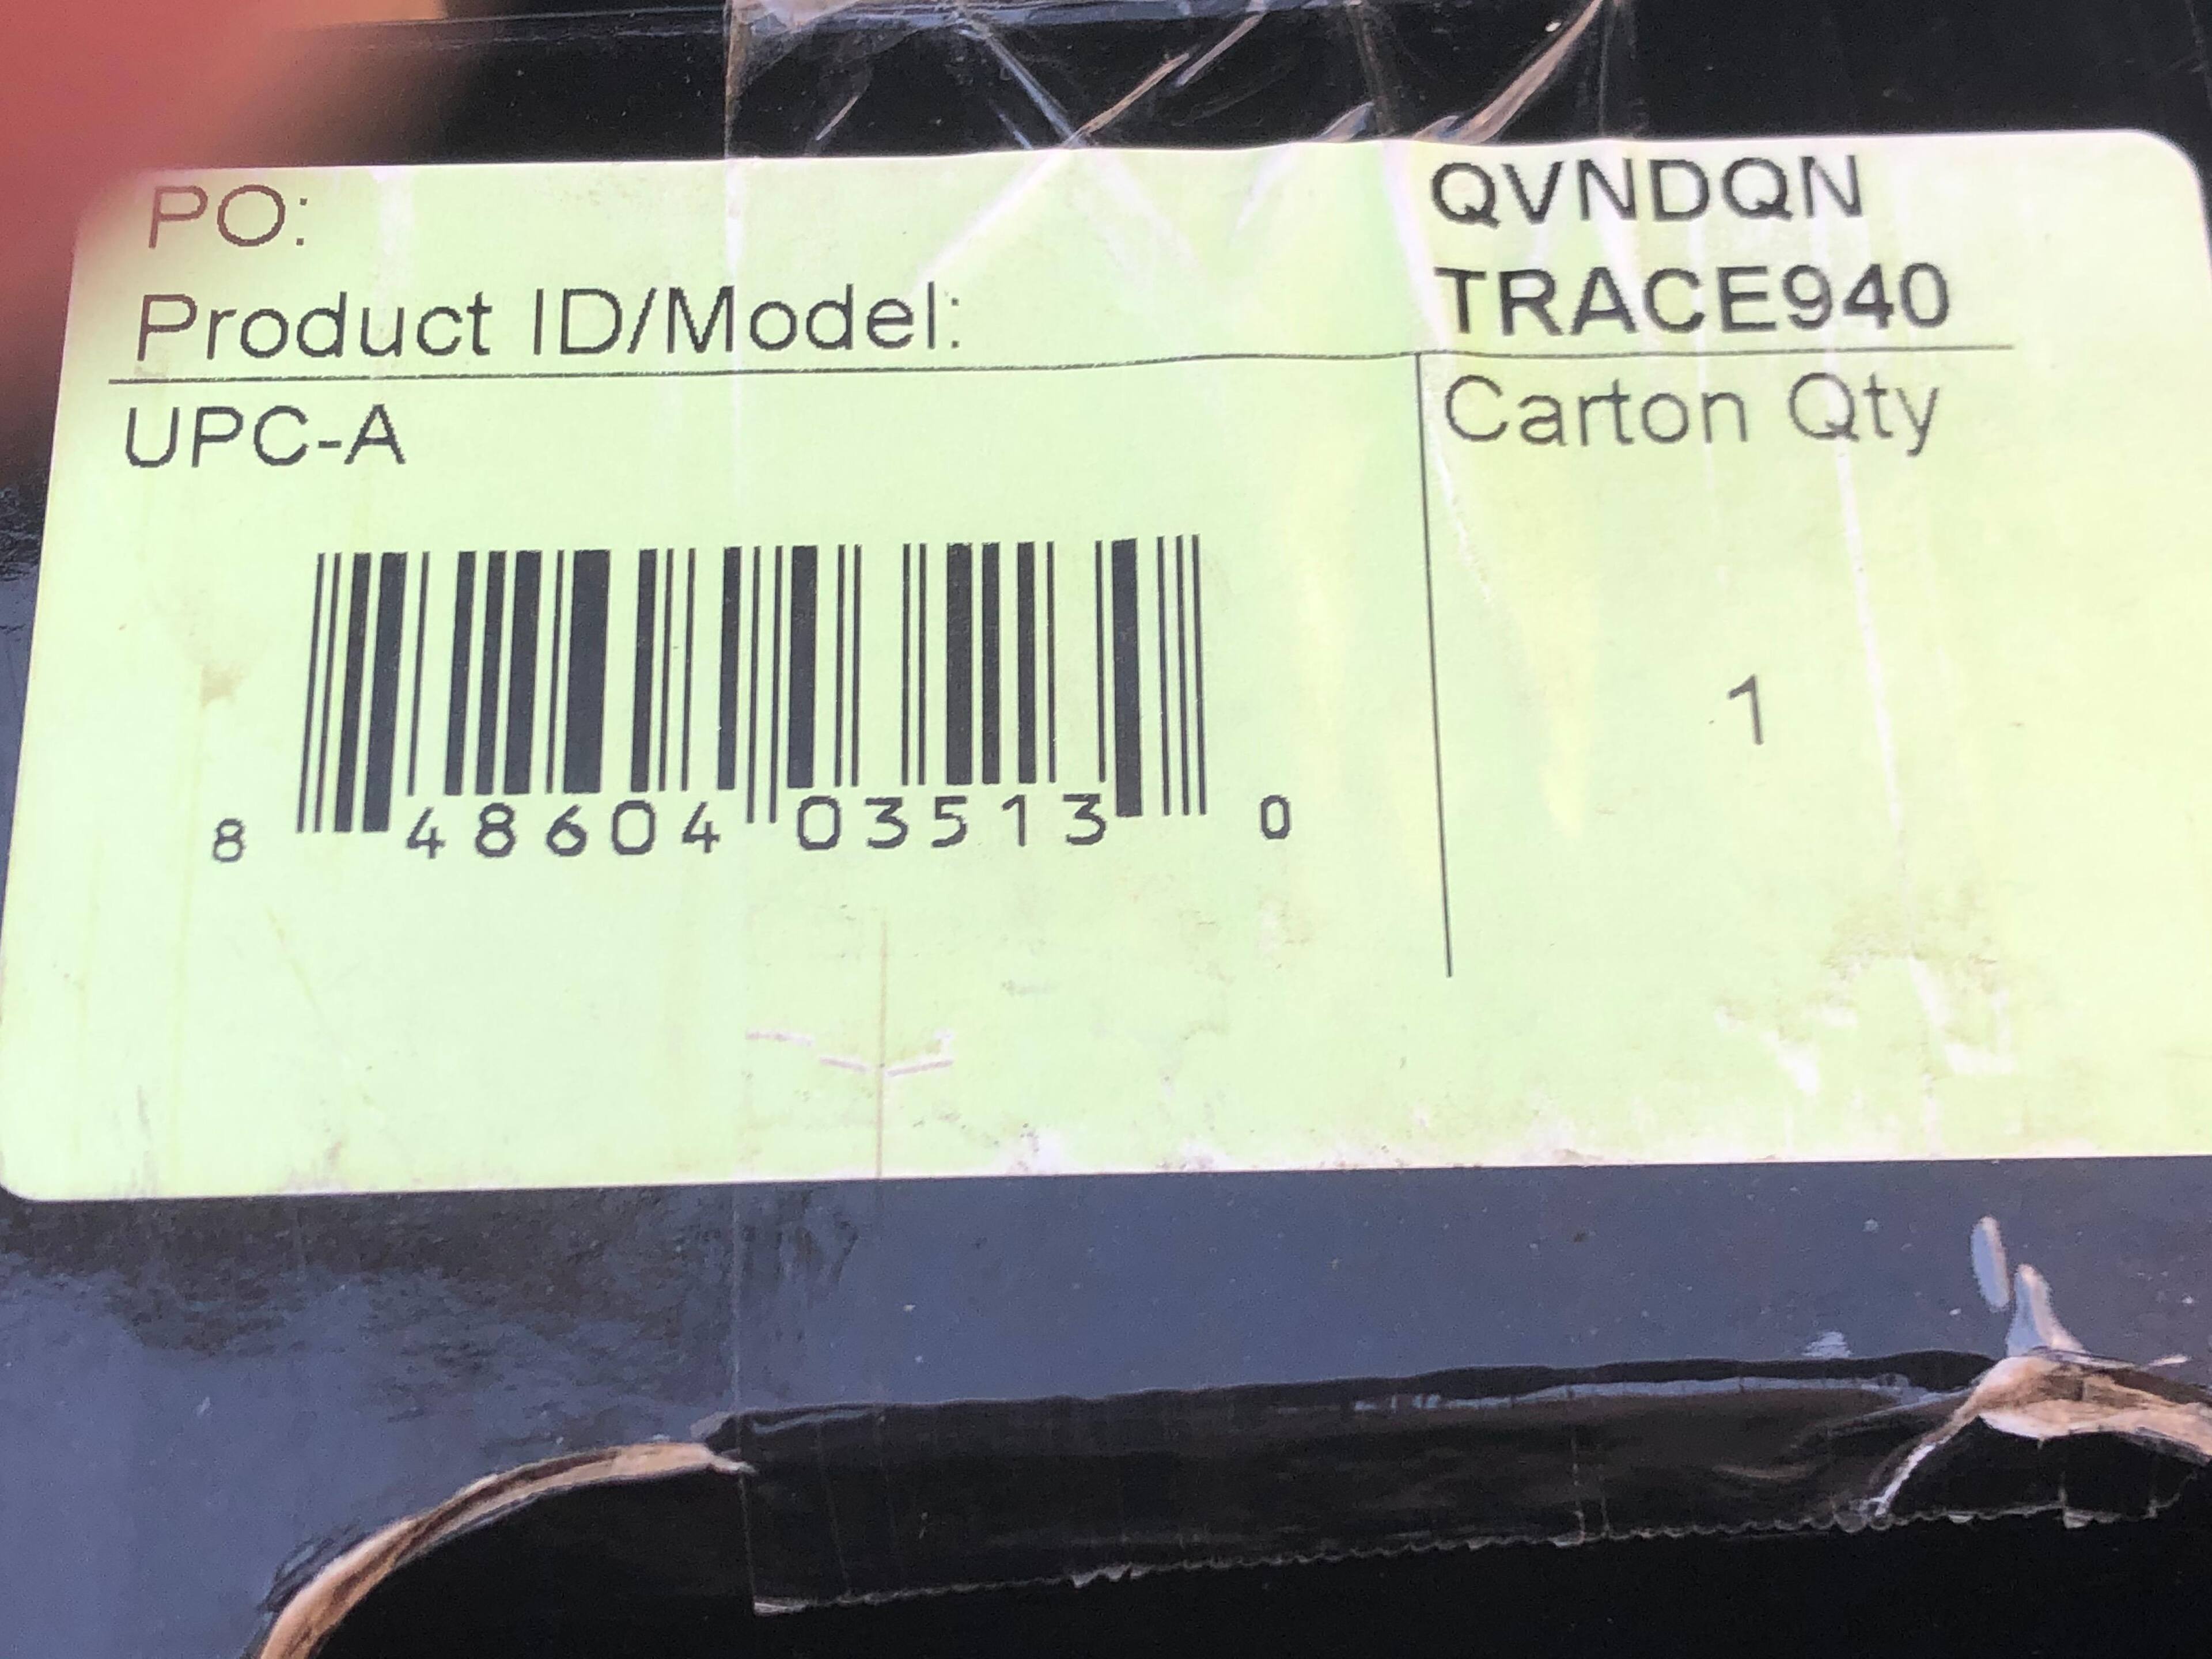 PO: QVNDQN
Product ID/Model: TRACE940
UPC-A Carton Qty
1
8 48604 03513 0